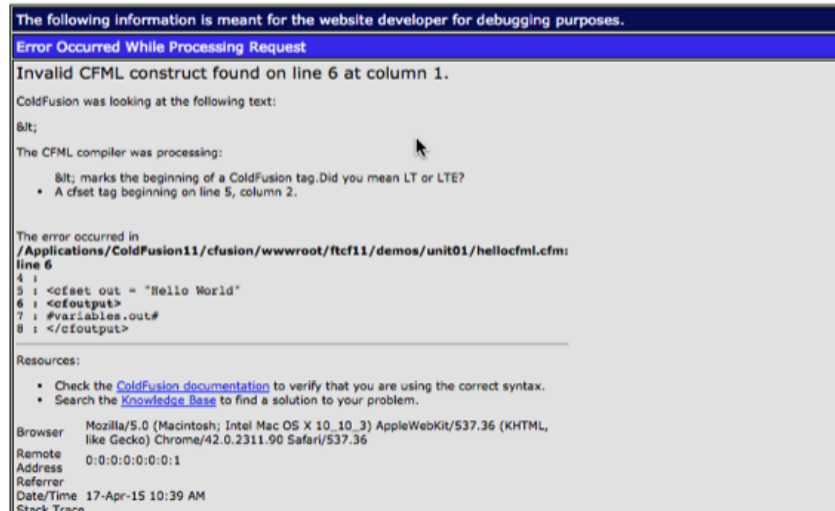 The following information is meant for the website developer for debugging purposes.
Error Occurred While Processing Request
Invalid CFML construct found on line 6 at column 1.
ColdFusion was looking at the following text:
&lt;
The CFML compiler was processing:
&lt; marks the beginning of a ColdFusion tag.Did you mean LT or LTE?
• A cfset tag beginning on line 5, column 2.
The error occurred in
/Applications/ColdFusion11/cfusion/wwwroot/ftcf11/demos/unit01/hellocfml.cfm:
line 6
4 :
5 : <cfset out = "Hello World"
6 : <cfoutput>
7 : #variables.out#
8 : </cfoutput>
Resources:
• Check the ColdFusion documentation to verify that you are using the correct syntax.
• Search the Knowledge Base to find a solution to your problem.
Browser Mozilla/5.0 (Macintosh; Intel Mac OS X 10_10_3) AppleWebKit/537.36 (KHTML,
like Gecko) Chrome/42.0.2311.90 Safari/537.36
Remote
Address 0:0:0:0:0:0:0:1
Referrer
Date/Time 17-Apr-15 10:39 AM
Stack Trace